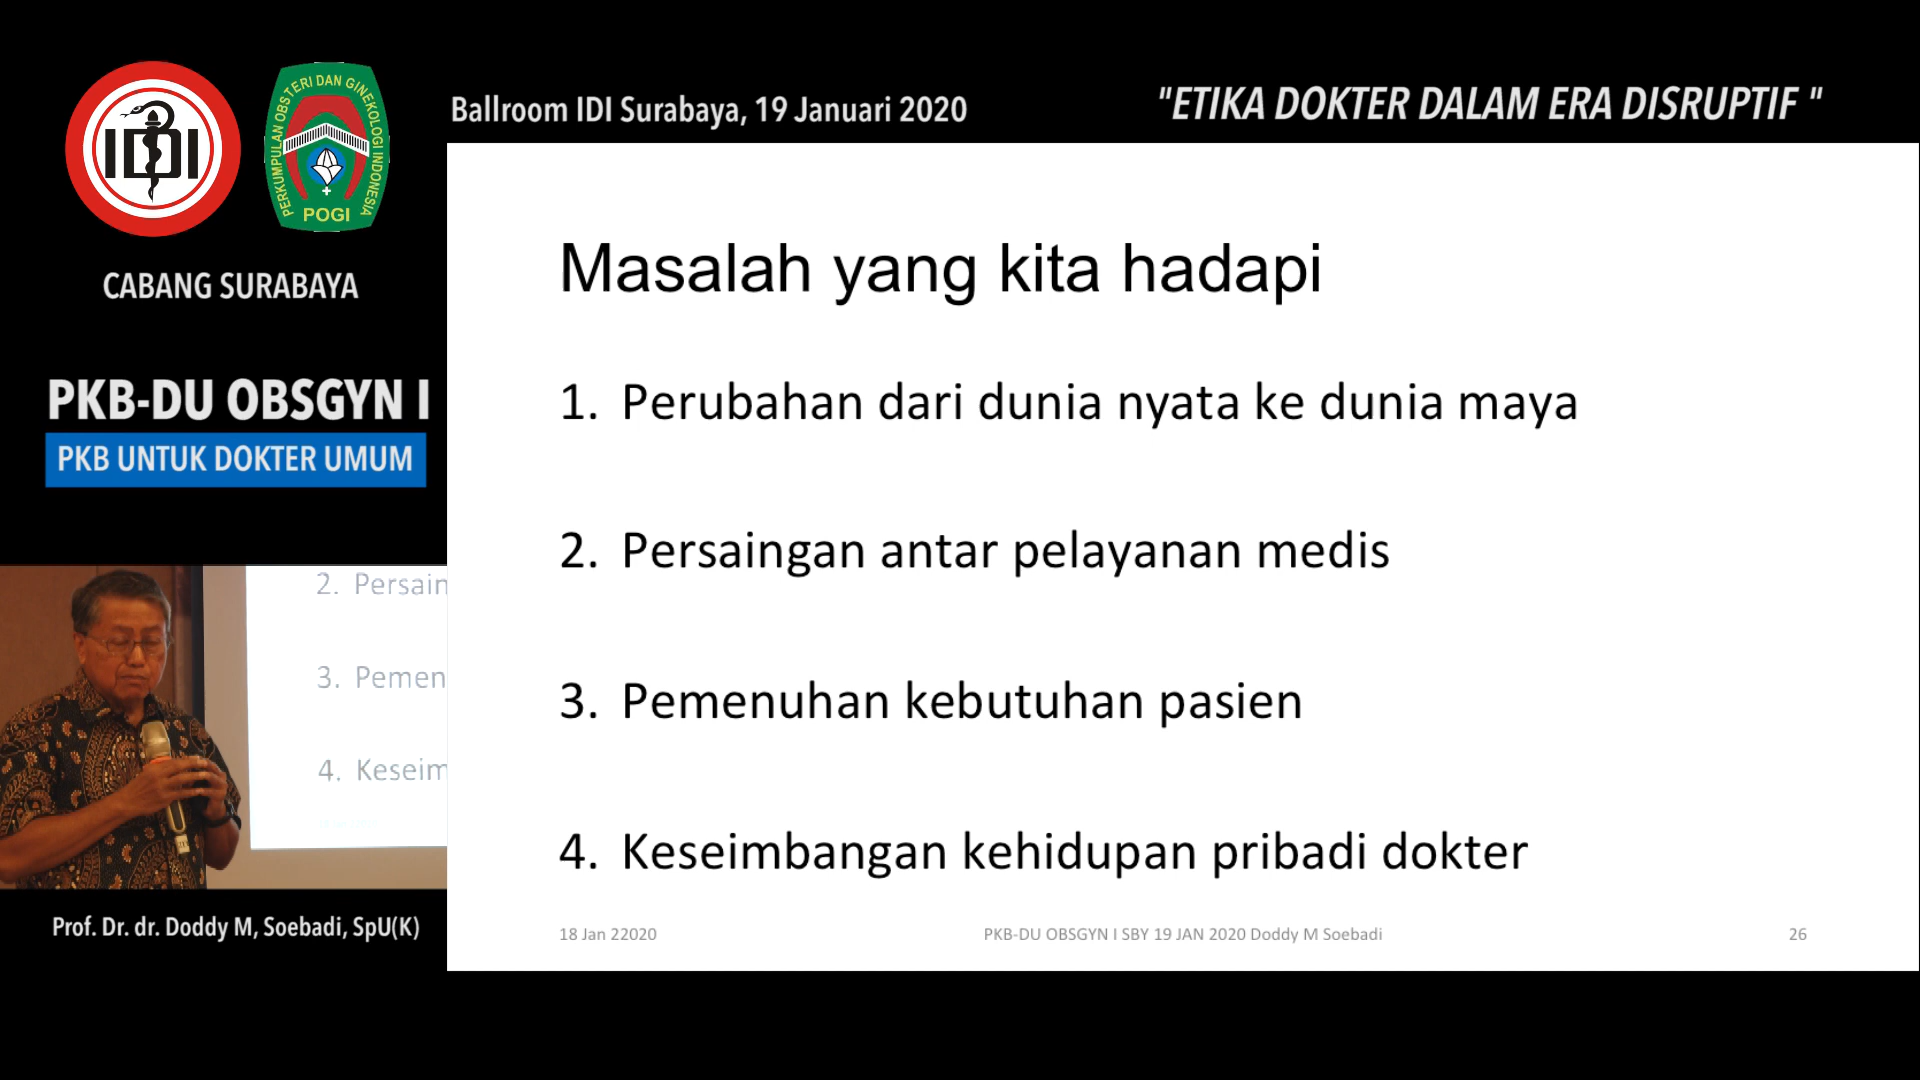 IDI
PERKUMPULAN OBSTERI DAN GINEKOLOGI INDONESIA
POGI
CABANG SURABAYA
PKB-DU OBSGYN I
PKB UNTUK DOKTER UMUM
Ballroom IDI Surabaya, 19 Januari 2020
"ETIKA DOKTER DALAM ERA DISRUPTIF "
Masalah yang kita hadapi
1. Perubahan dari dunia nyata ke dunia maya
2. Persaingan antar pelayanan medis
3. Pemenuhan kebutuhan pasien
4. Keseimbangan kehidupan pribadi dokter
18 Jan 22020
PKB-DU OBSGYN I SBY 19 JAN 2020 Doddy M Soebadi
26
2. Persain
3. Pemen
4. Keseim
Prof. Dr. dr. Doddy M, Soebadi, SpU(K)